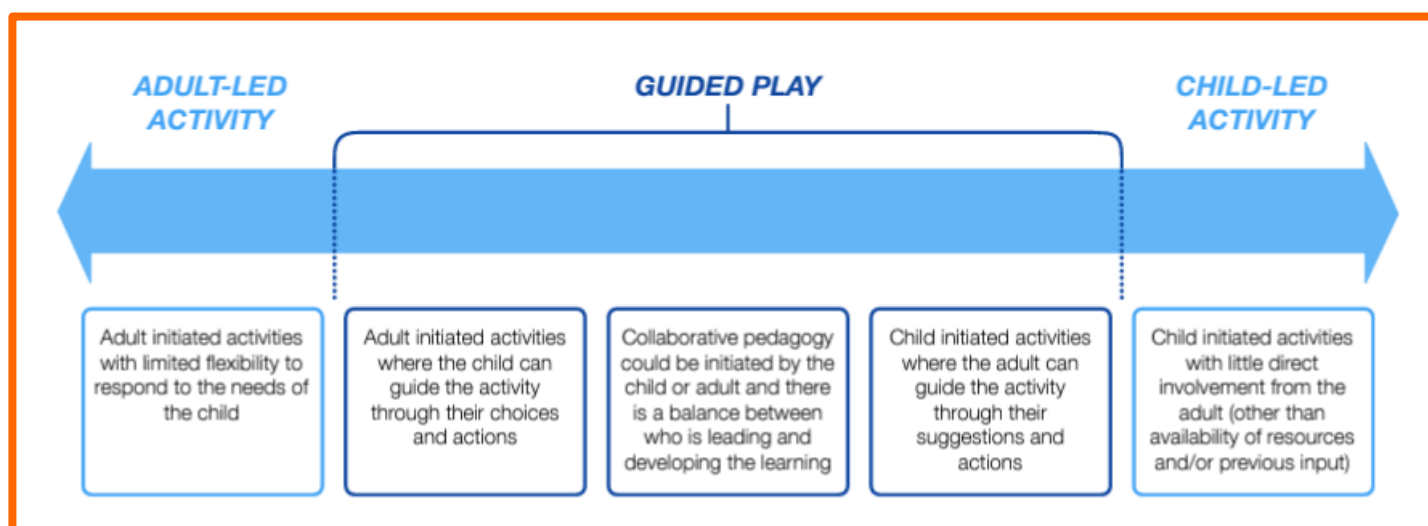 ADULT-LED
ACTIVITY
GUIDED PLAY
CHILD-LED
ACTIVITY
Adult initiated activities
with limited flexibility to
respond to the needs of
the child
Adult initiated activities
where the child can
guide the activity
through their choices
and actions
Collaborative pedagogy
could be initiated by the
child or adult and there
is a balance between
who is leading and
developing the learning
Child initiated activities
where the adult can
guide the activity
through their
suggestions and
actions
Child initiated activities
with little direct
involvement from the
adult (other than
availability of resources
and/or previous input)